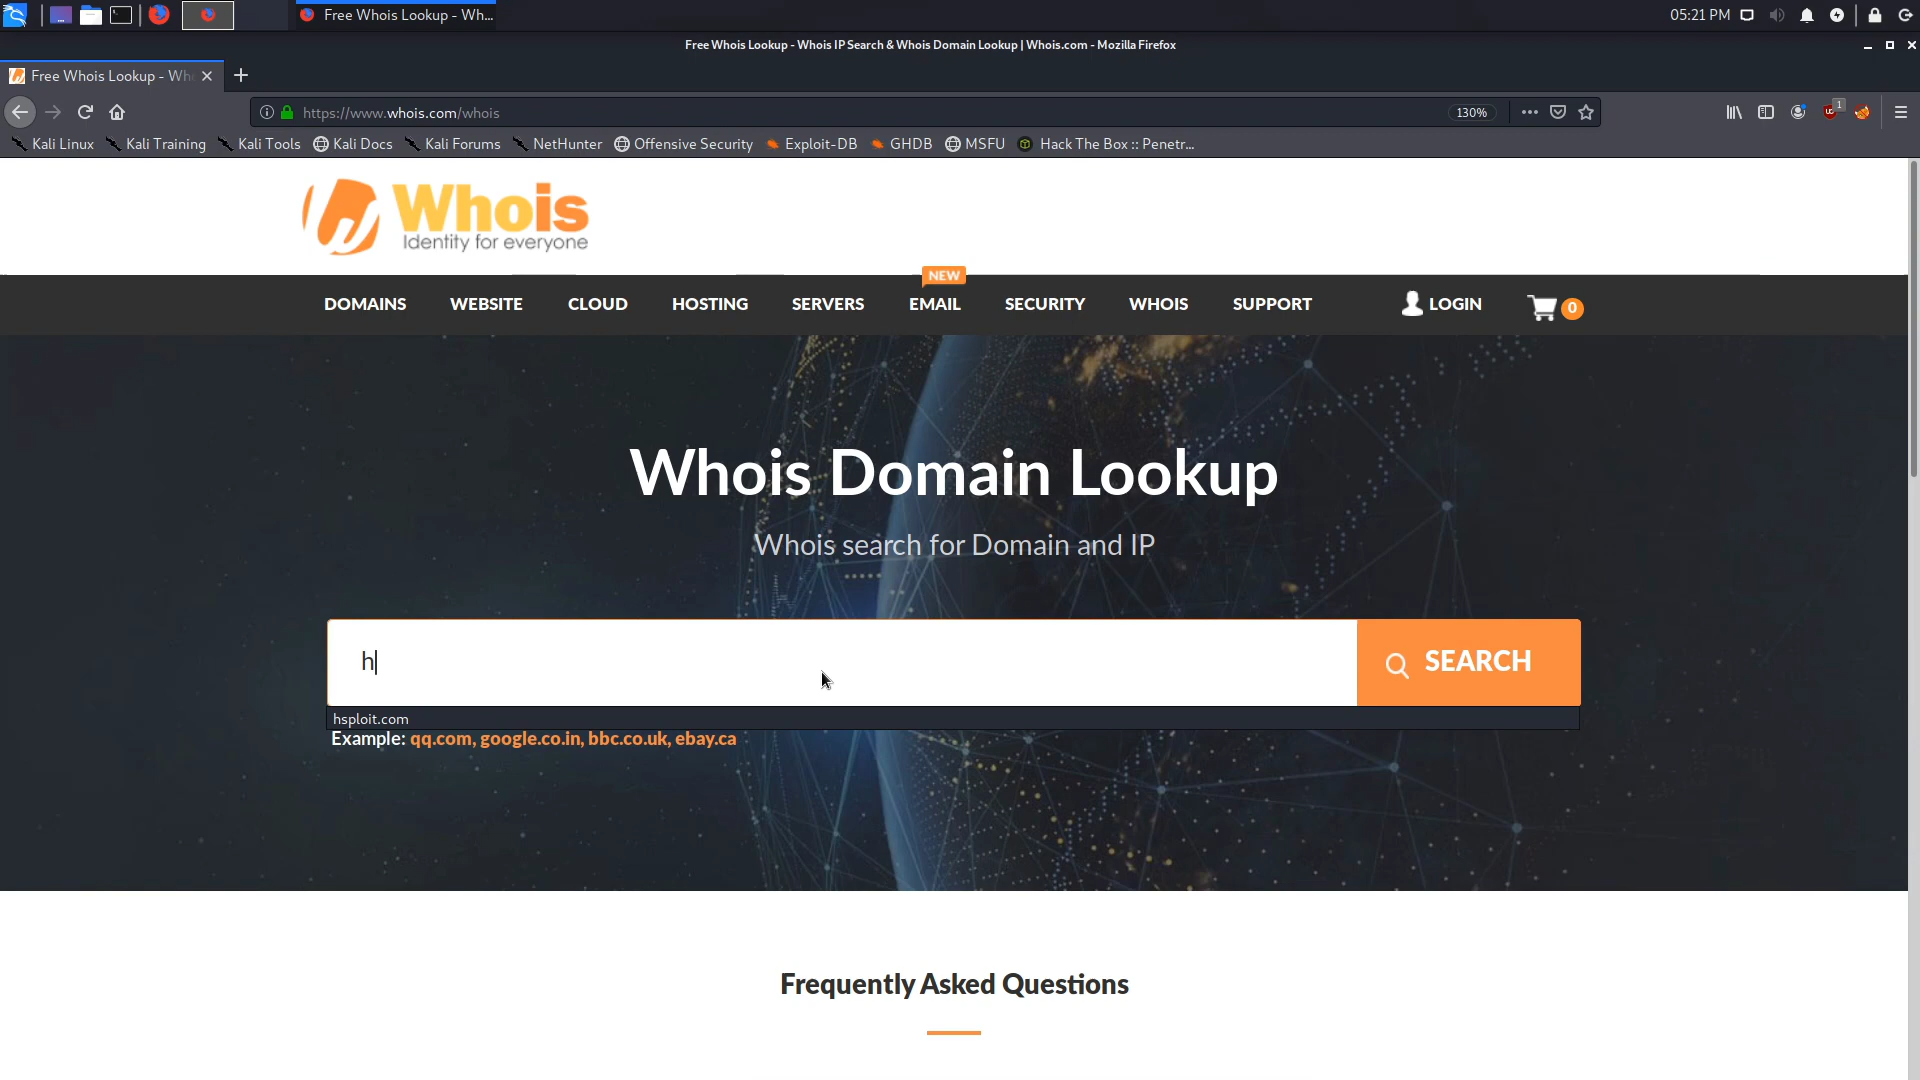 Free Whois Lookup - Wh...
05:21 PM
Free Whois Lookup - Whois IP Search & Whois Domain Lookup | Whois.com - Mozilla Firefox
Free Whois Lookup - Wh
https://www.whois.com/whois
130%
1
Kali Linux
Kali Training
Kali Tools
Kali Docs
Kali Forums
NetHunter
Offensive Security
Exploit-DB
GHDB
MSFU
Hack The Box :: Penetr...
Whois
Identity for everyone
NEW
DOMAINS
WEBSITE
CLOUD
HOSTING
SERVERS
EMAIL
SECURITY
WHOIS
SUPPORT
LOGIN
0
Whois Domain Lookup
Whois search for Domain and IP
h
SEARCH
hsploit.com
Example: qq.com, google.co.in, bbc.co.uk, ebay.ca
Frequently Asked Questions